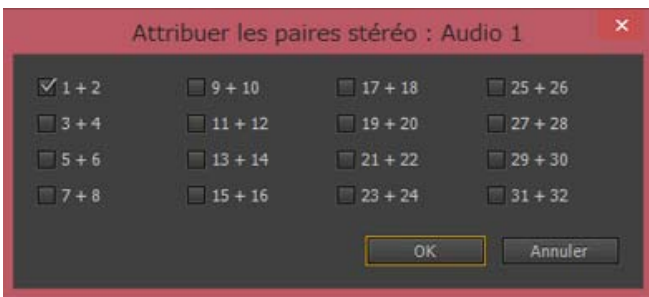 Attribuer les paires stéréo : Audio 1
1 + 2 9 + 10 17 + 18 25 + 26
3 + 4 11 + 12 19 + 20 27 + 28
5 + 6 13 + 14 21 + 22 29 + 30
7 + 8 15 + 16 23 + 24 31 + 32
OK Annuler